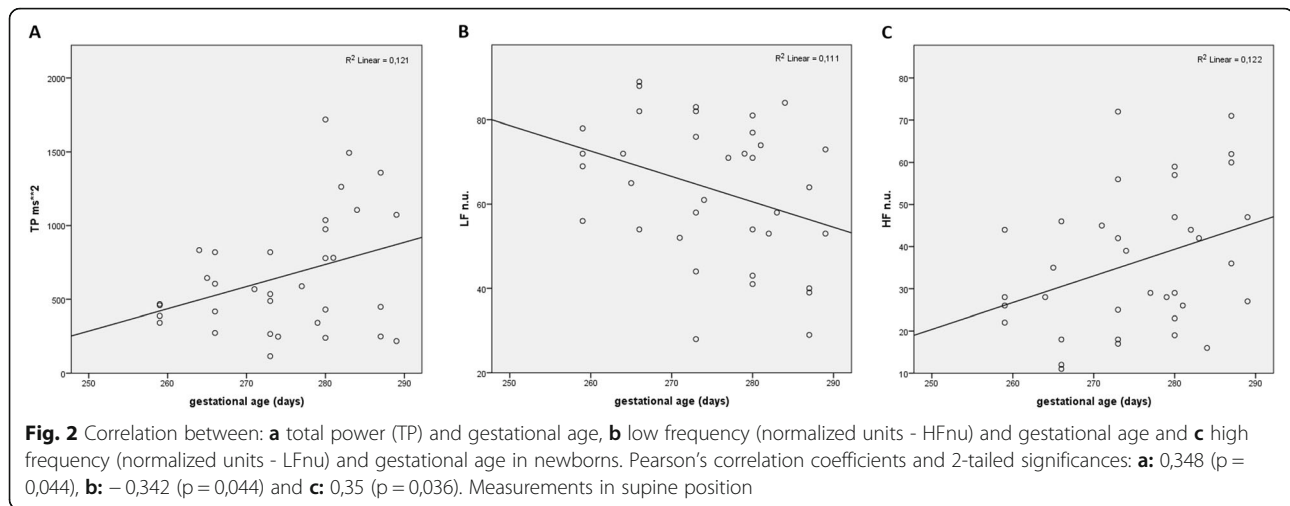 A
R² Linear = 0,121
2000
1500
1000
500
0
TP ms**2
250 260 270 280 290
gestational age (days)
B
R² Linear = 0,111
80
60
40
20
LF n.u.
250 260 270 280 290
gestational age (days)
C
R² Linear = 0,122
80
70
60
50
40
30
20
10
HF n.u.
250 260 270 280 290
gestational age (days)
Fig. 2 Correlation between: a total power (TP) and gestational age, b low frequency (normalized units - HFnu) and gestational age and c high
frequency (normalized units - LFnu) and gestational age in newborns. Pearson's correlation coefficients and 2-tailed significances: a: 0,348 (p =
0,044), b: − 0,342 (p = 0,044) and c: 0,35 (p = 0,036). Measurements in supine position